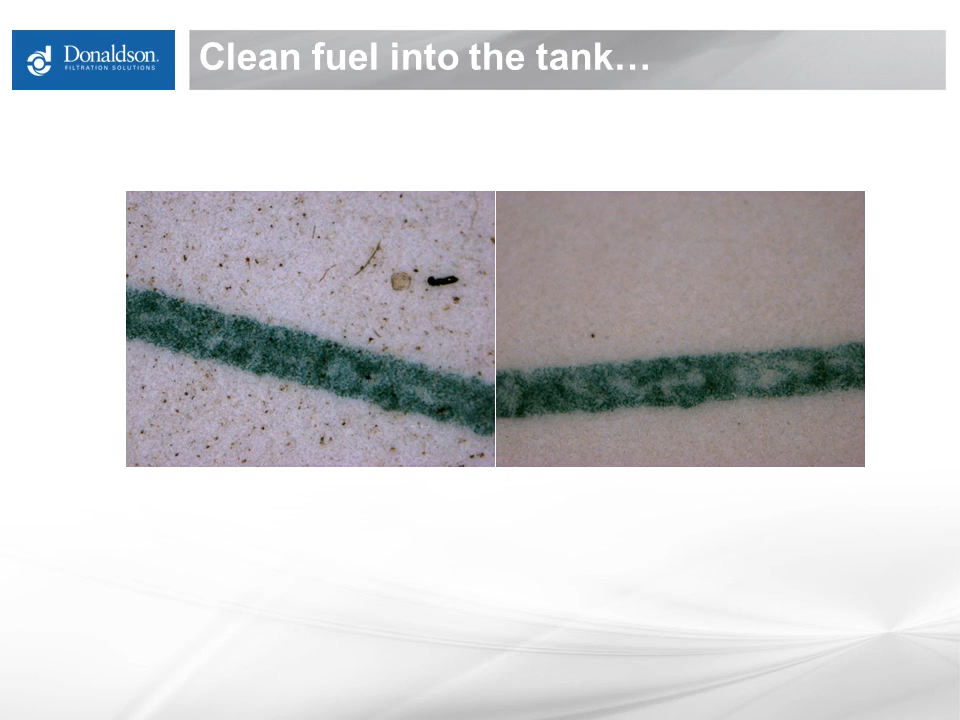 Donaldson.
FILTRATION SOLUTIONS
Clean fuel into the tank…